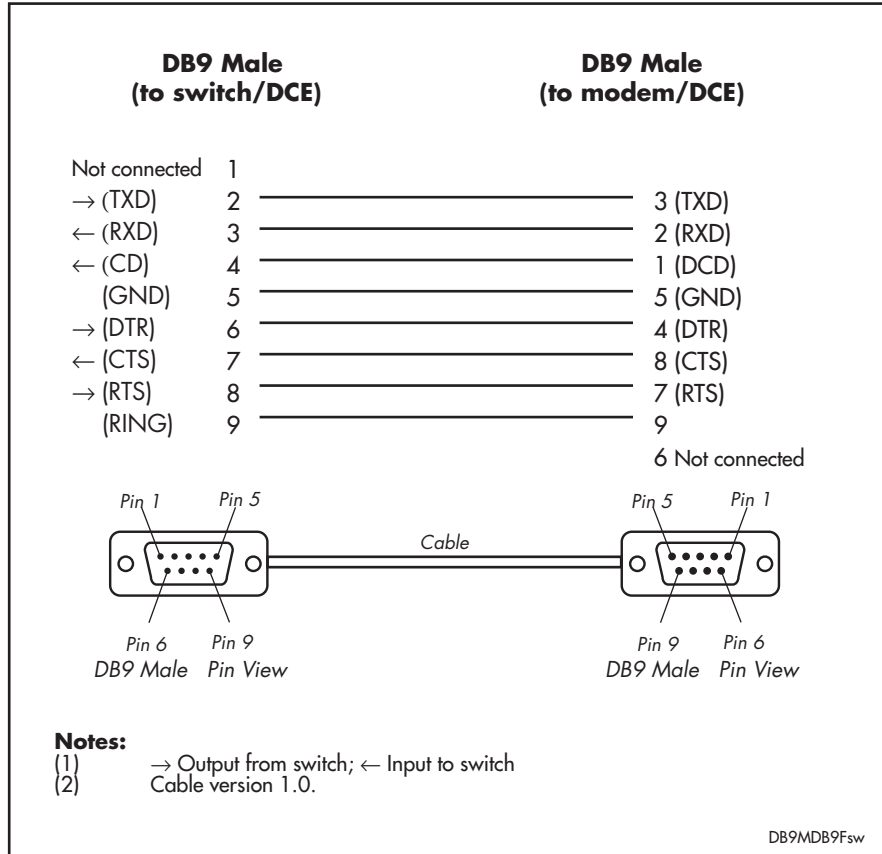 DB9 Male DB9 Male
(to switch/DCE) (to modem/DCE)
Not connected 1
→ (TXD) 2 3 (TXD)
← (RXD) 3 2 (RXD)
← (CD) 4 1 (DCD)
(GND) 5 5 (GND)
→ (DTR) 6 4 (DTR)
← (CTS) 7 8 (CTS)
→ (RTS) 8 7 (RTS)
(RING) 9 9
6 Not connected
Pin 1 Pin 5 Pin 5 Pin 1
Cable
Pin 6 Pin 9 Pin 9 Pin 6
DB9 Male Pin View DB9 Male Pin View
Notes:
(1) → Output from switch; ← Input to switch
(2) Cable version 1.0.
DB9MDB9Fsw